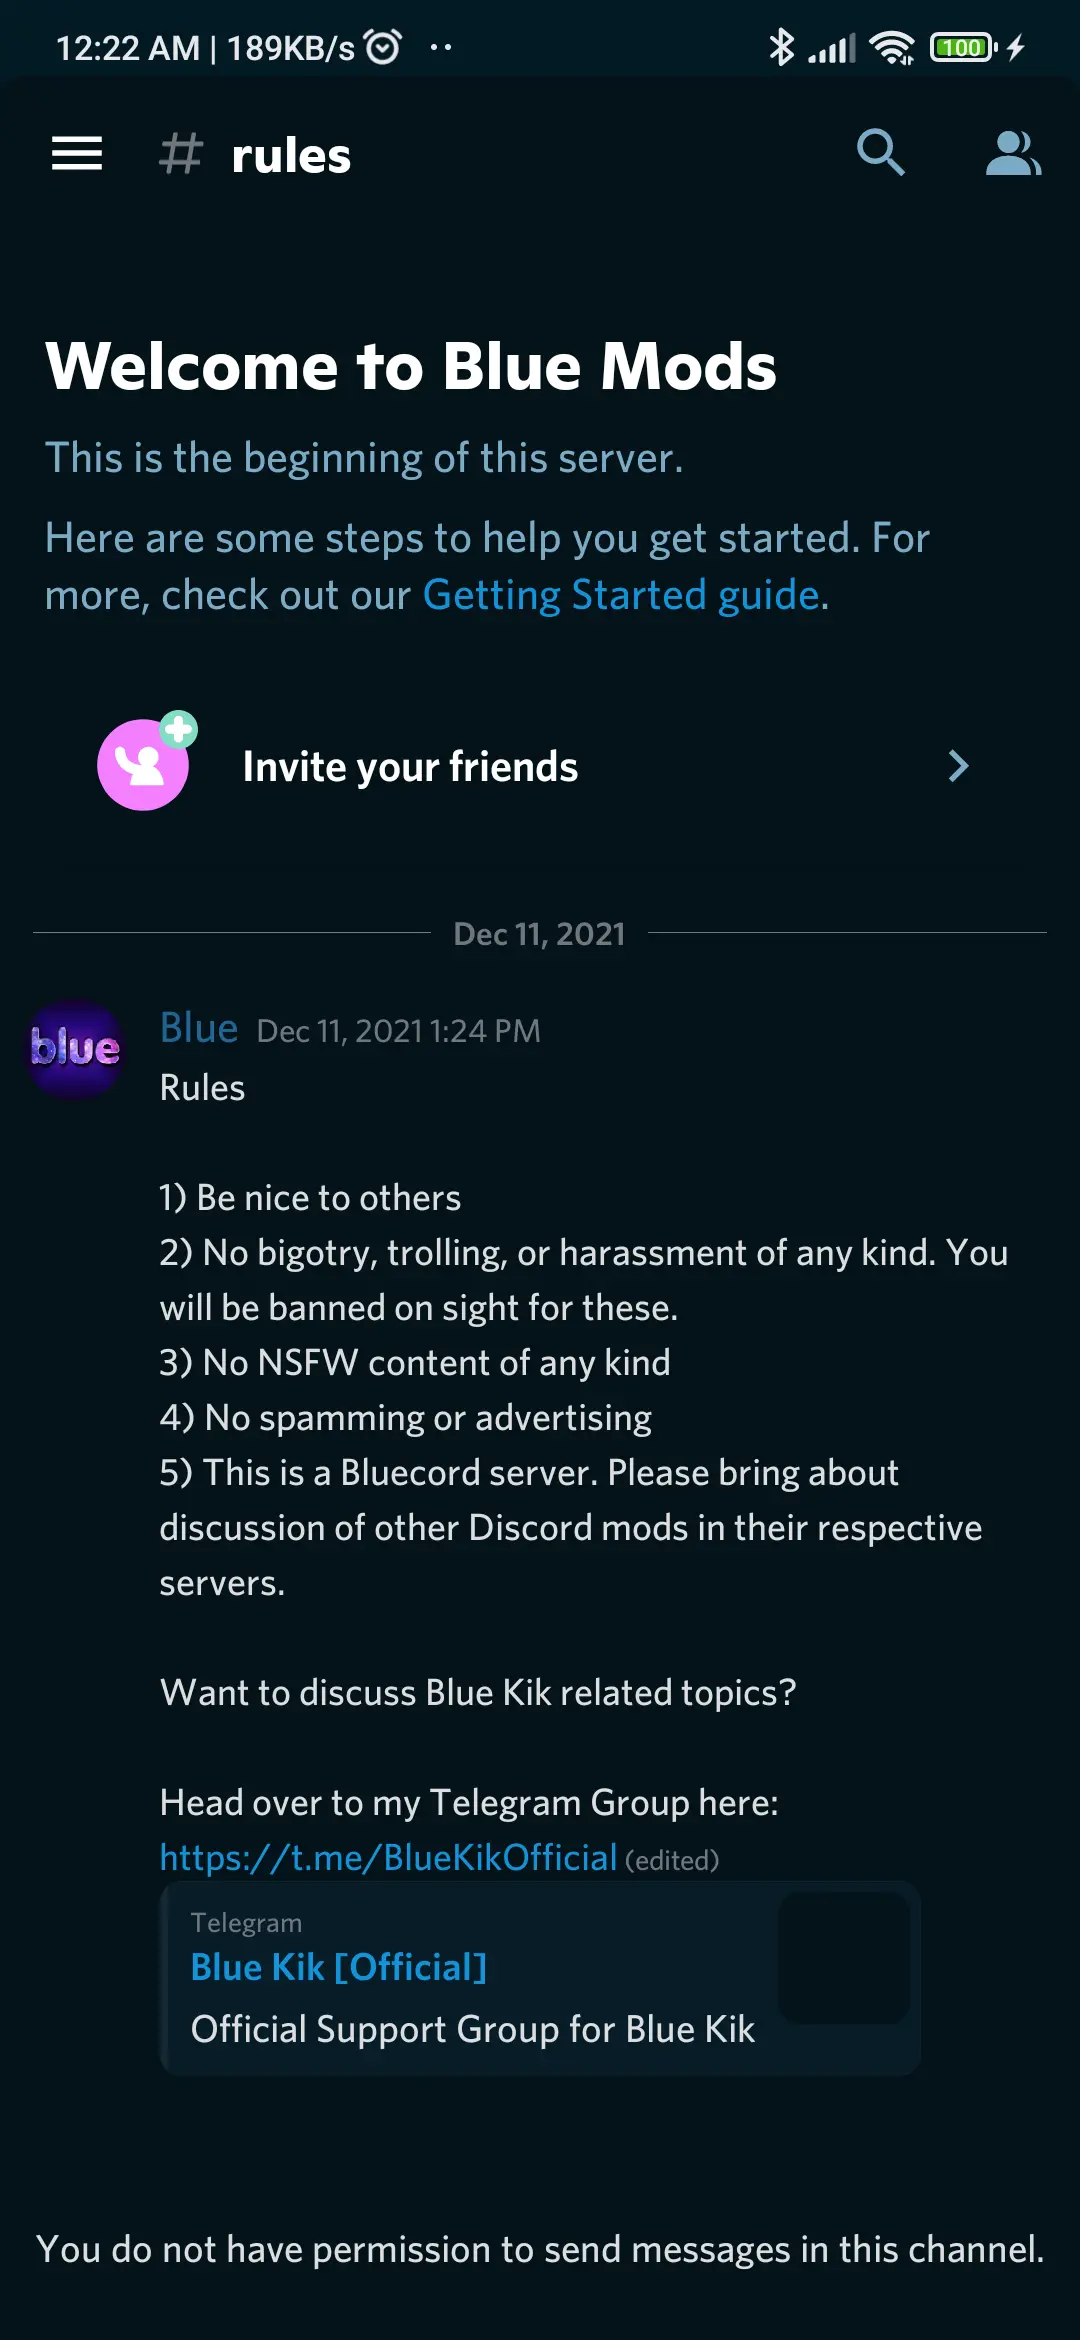 12:22 AM | 189KB/s
100
# rules
Welcome to Blue Mods
This is the beginning of this server.
Here are some steps to help you get started. For
more, check out our Getting Started guide.
Invite your friends
Dec 11, 2021
blue
Blue Dec 11, 2021 1:24 PM
Rules
1) Be nice to others
2) No bigotry, trolling, or harassment of any kind. You
will be banned on sight for these.
3) No NSFW content of any kind
4) No spamming or advertising
5) This is a Bluecord server. Please bring about
discussion of other Discord mods in their respective
servers.
Want to discuss Blue Kik related topics?
Head over to my Telegram Group here:
https://t.me/BlueKikOfficial (edited)
Telegram
Blue Kik [Official]
Official Support Group for Blue Kik
You do not have permission to send messages in this channel.